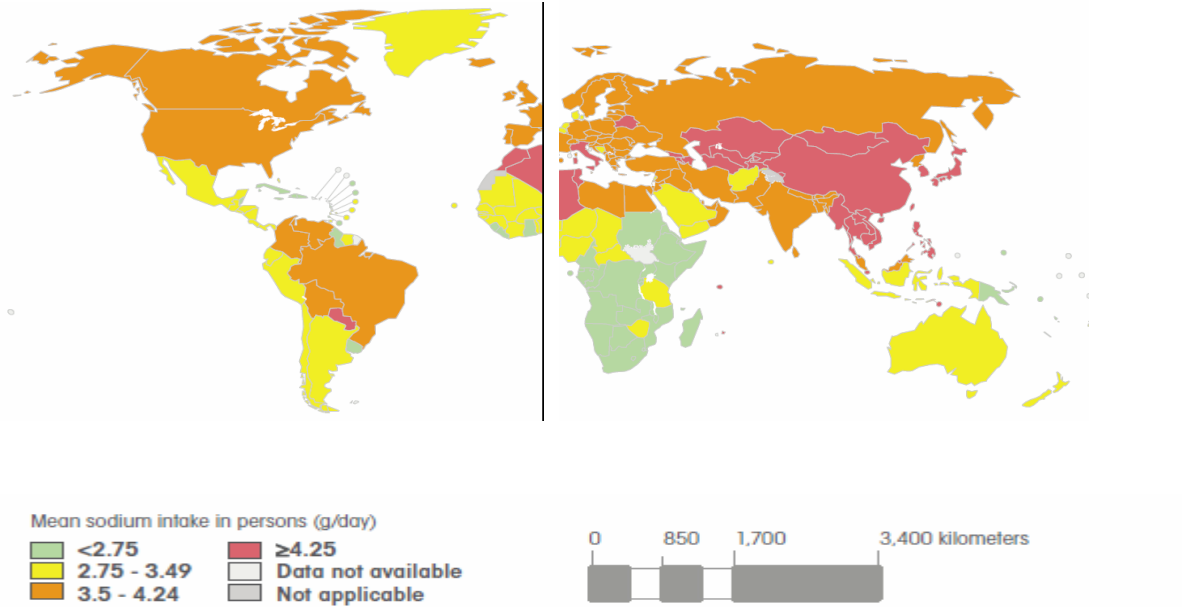 Mean sodium intake in persons (g/day)
<2.75
2.75 - 3.49
3.5 - 4.24
≥4.25
Data not available
Not applicable
0 850 1,700 3,400 kilometers